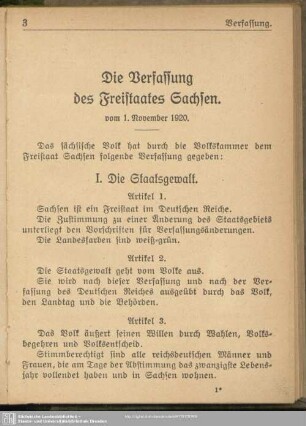 3 Verfassung.
Die Verfassung
des Freistaates Sachsen.
vom 1. November 1920.
Das sächsische Volk hat durch die Volkskammer dem
Freistaat Sachsen folgende Verfassung gegeben:
I. Die Staatsgewalt.
Artikel 1.
Sachsen ist ein Freistaat im Deutschen Reiche.
Die Zustimmung zu einer Änderung des Staatsgebiets
unterliegt den Vorschriften für Verfassungsänderungen.
Die Landesfarben sind weiß-grün.
Artikel 2.
Die Staatsgewalt geht vom Volke aus.
Sie wird nach dieser Verfassung und nach der Ver-
fassung des Deutschen Reiches ausgeübt durch das Volk,
den Landtag und die Behörden.
Artikel 3.
Das Volk äußert seinen Willen durch Wahlen, Volks-
begehren und Volksentscheid.
Stimmberechtigt sind alle reichsdeutschen Männer und
Frauen, die am Tage der Abstimmung das zwanzigste Lebens-
jahr vollendet haben und in Sachsen wohnen.
1*